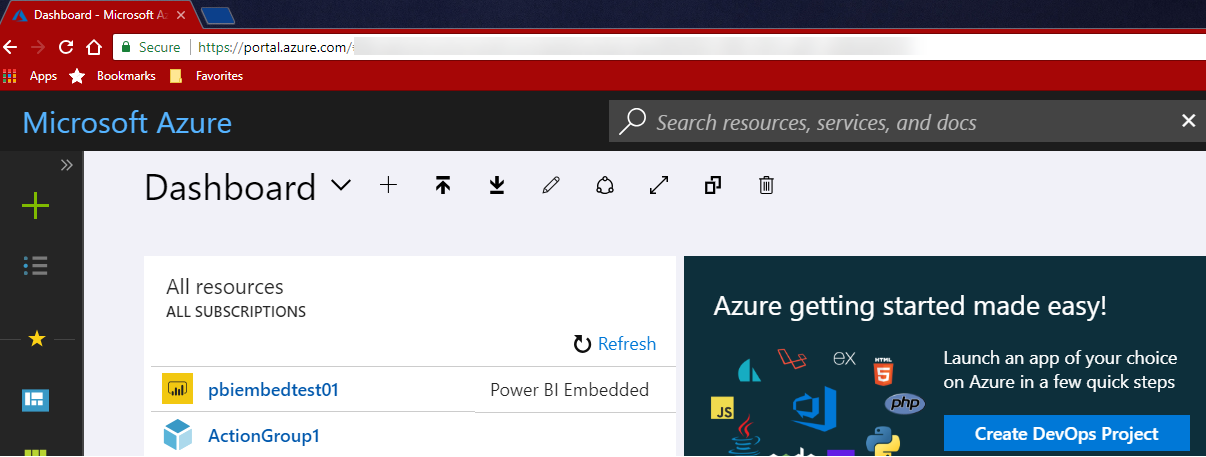 Dashboard - Microsoft Az
Secure https://portal.azure.com/
Apps Bookmarks Favorites
Microsoft Azure
Search resources, services, and docs
Dashboard
All resources
ALL SUBSCRIPTIONS
Refresh
pbiembedtest01 Power BI Embedded
ActionGroup1
Azure getting started made easy!
Launch an app of your choice
on Azure in a few quick steps
ex
HTML
5
JS
php
Create DevOps Project